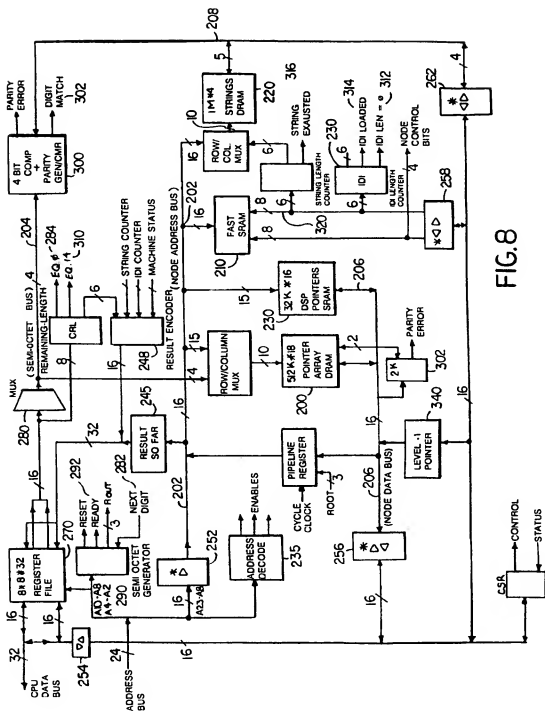 208
PARITY
ERROR
DIGIT
MATCH
302
4 BIT
COMP
+
PARITY
GEN/CMR
300
204
4
(SEMI-OCTET BUS)
REMAINING-LENGTH
EQ 0
284
EQ. 14
310
CRL
8
6
MUX
280
STRING COUNTER
IDI COUNTER
MACHINE STATUS
248
RESULT ENCODER
(NODE ADDRESS BUS)
16
32
16
8*8#32
REGISTER
FILE
270
32
16
16
CPU DATA
BUS
254
16
24
ADDRESS
BUS
A10-A8
A4-A2
290
SEMI OCTET
GENERATOR
292
RESET
READY
ROUT
3
282
NEXT
DIGIT
245
RESULT
SO FAR
16
202
252
16
A23-A8
ADDRESS
DECODE
235
ENABLES
4
15
ROW/COLUMN
MUX
10
512K*18
POINTER
ARRAY
DRAM
200
2
2K
302
PARITY
ERROR
PIPELINE
REGISTER
CYCLE
CLOCK
ROOT
3
206
(NODE DATA BUS)
16
LEVEL-1
POINTER
340
256
16
15
32K*16
DSP
POINTERS
SRAM
230
206
202
16
FAST
SRAM
210
8
8
320
16
ROW/
COL
MUX
10
1M*4
STRINGS
DRAM
220
5
6
STRING LENGTH
COUNTER
6
STRING
EXAUSTED
316
IDI
230
6
IDI LENGTH
COUNTER
6
IDI LOADED
314
IDI LEN = 0
312
4
NODE
CONTROL
BITS
258
262
4
16
16
CSR
CONTROL
STATUS
FIG.8